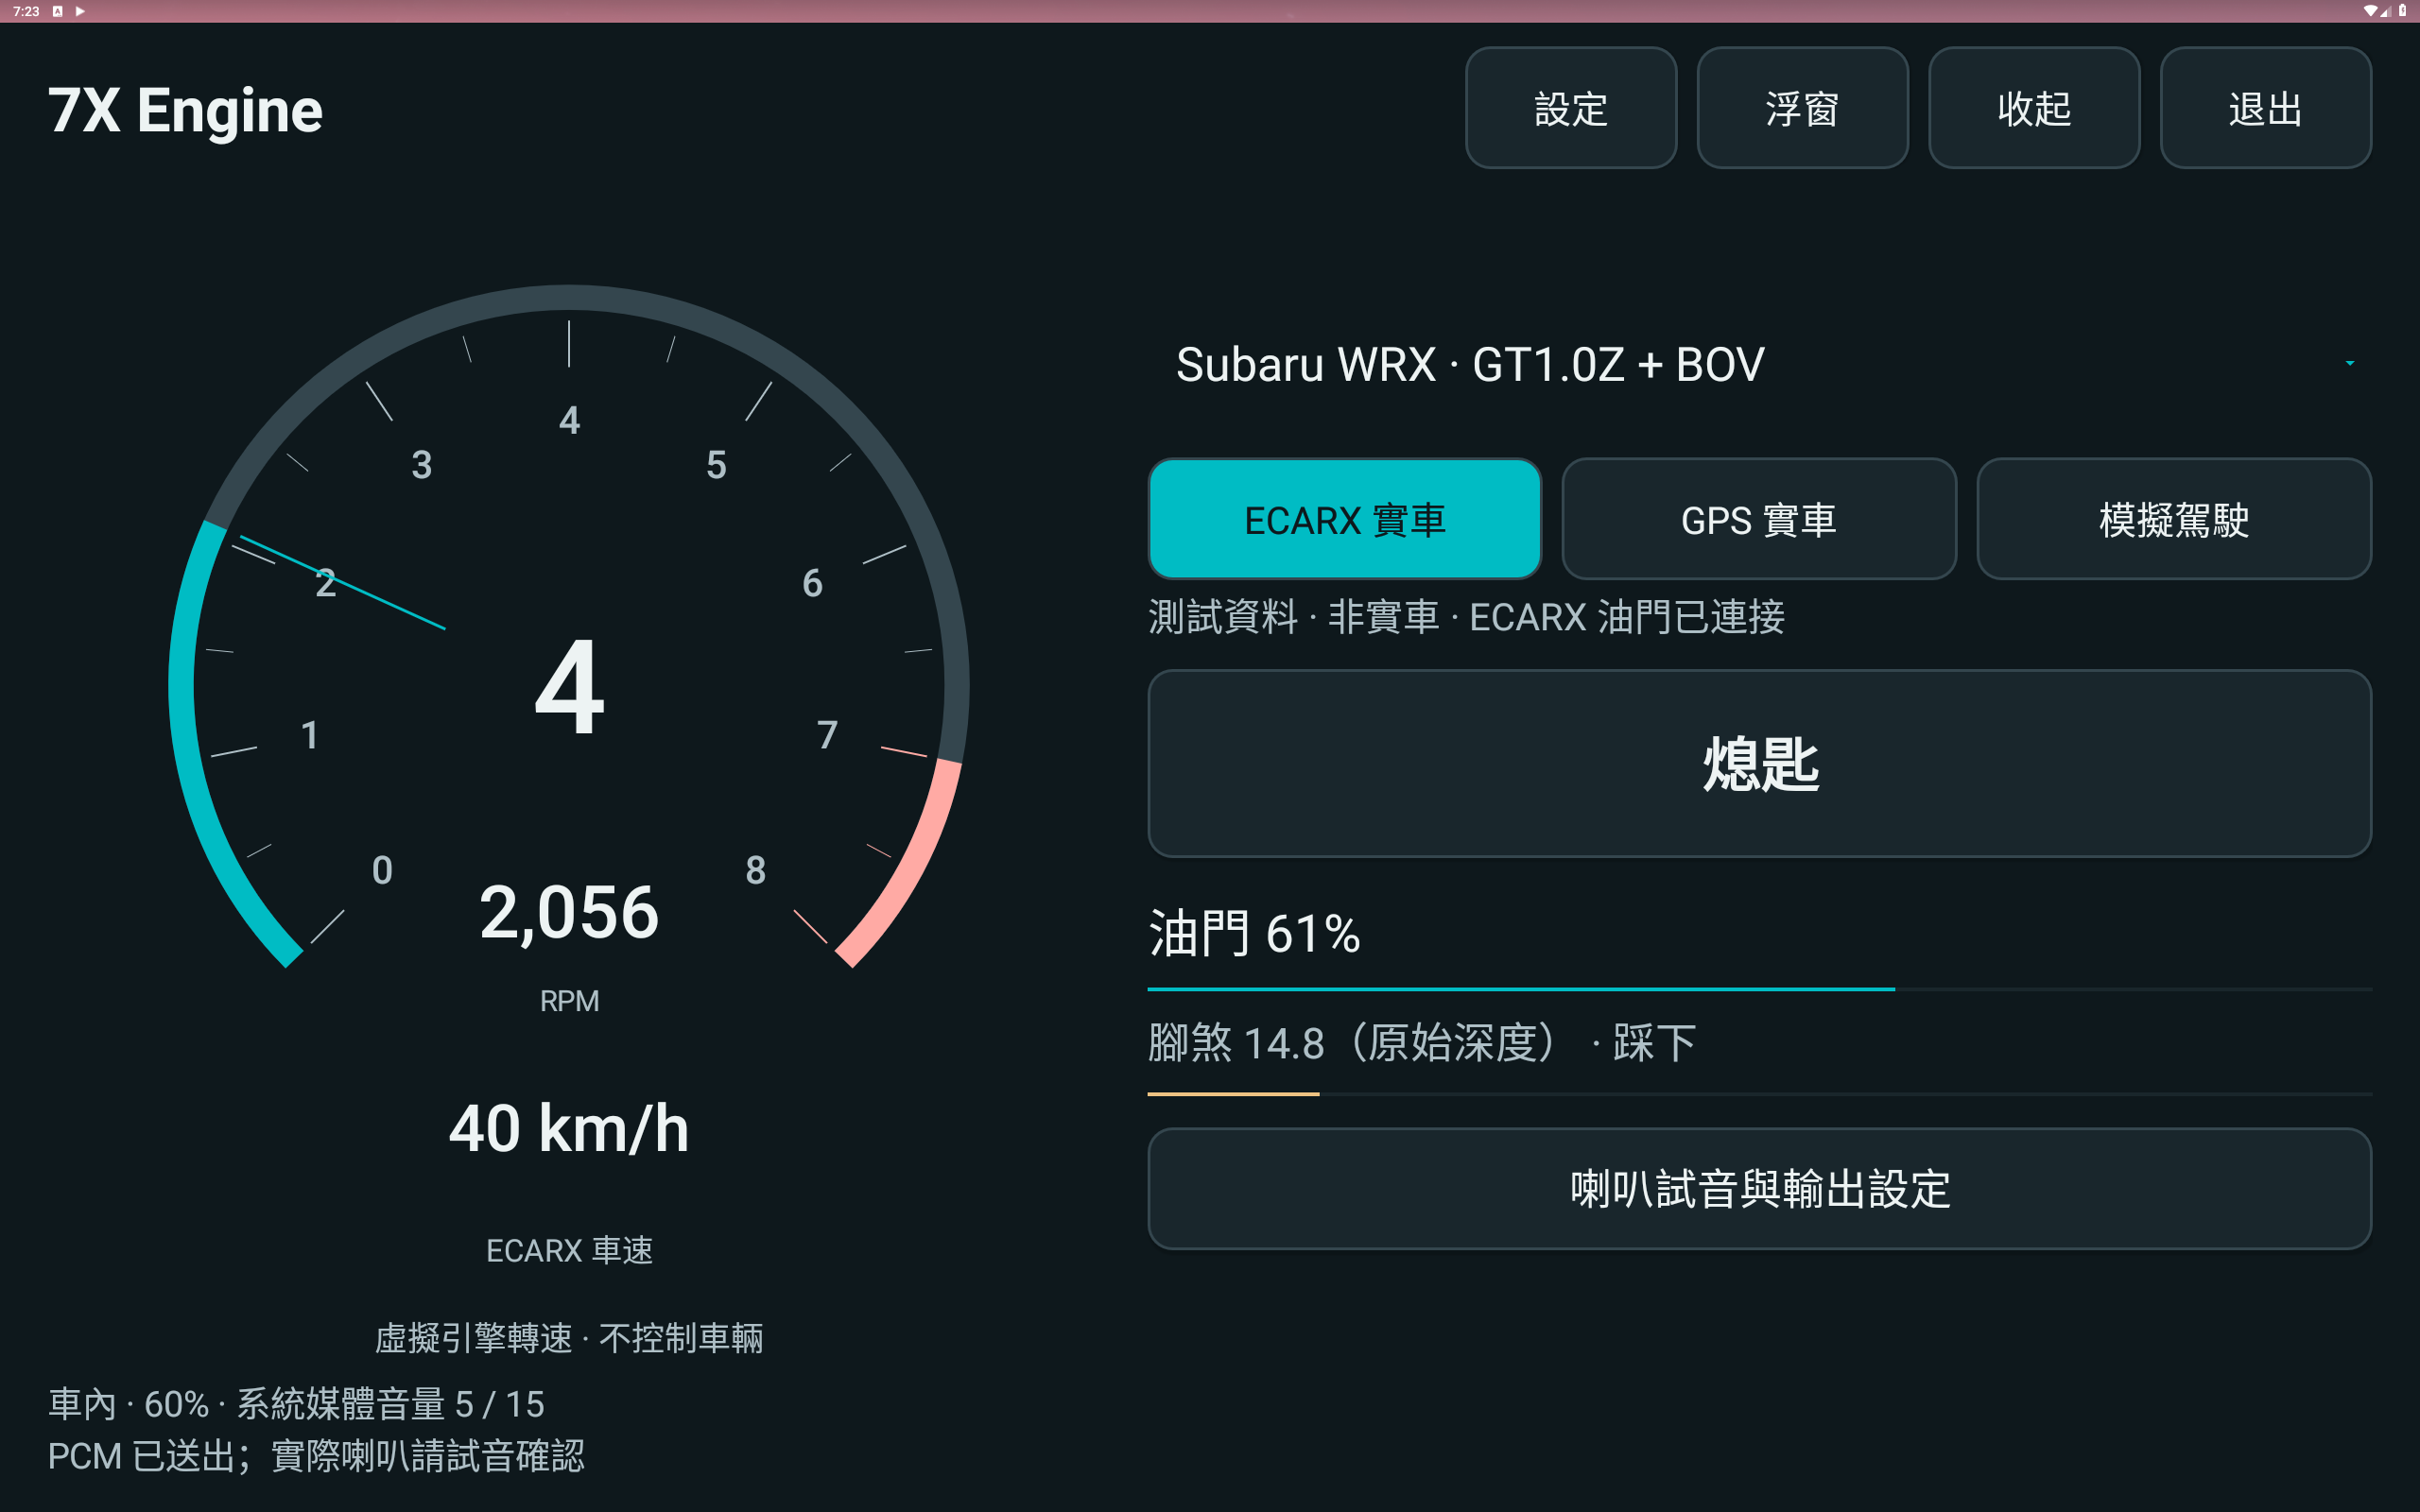 7:23
7X Engine
設定
浮窗
收起
退出
0
1
2
3
4
5
6
7
8
4
2,056
RPM
40 km/h
ECARX 車速
虛擬引擎轉速 · 不控制車輛
車內 · 60% · 系統媒體音量 5 / 15
PCM 已送出；實際喇叭請試音確認
Subaru WRX · GT1.0Z + BOV
ECARX 實車
GPS 實車
模擬駕駛
測試資料 · 非實車 · ECARX 油門已連接
熄匙
油門 61%
腳煞 14.8（原始深度） · 踩下
喇叭試音與輸出設定